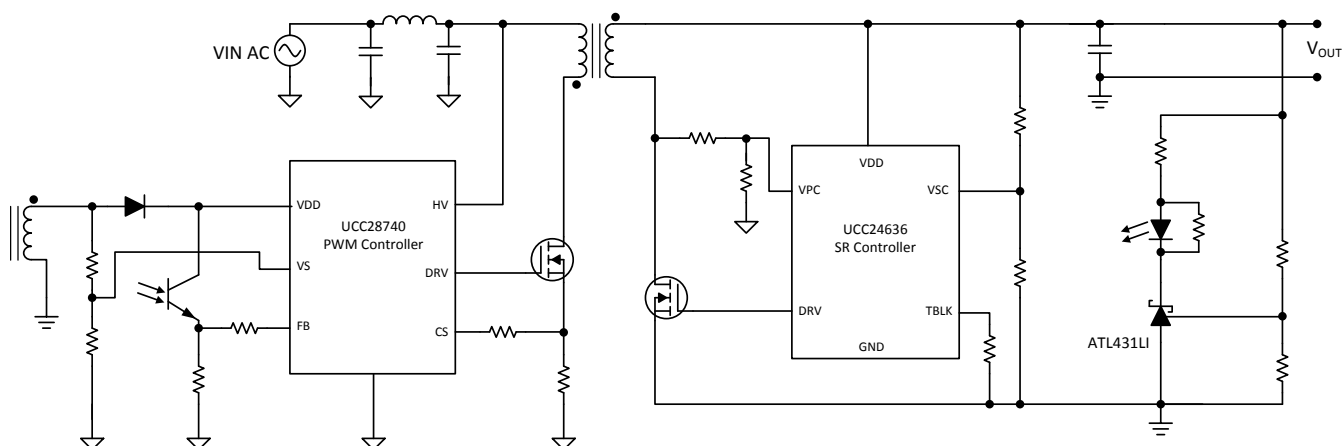 VIN AC
V_OUT
VDD
VPC
VSC
UCC24636
SR Controller
VDD
HV
UCC28740
PWM Controller
VS
DRV
FB
CS
DRV
TBLK
GND
ATL431LI